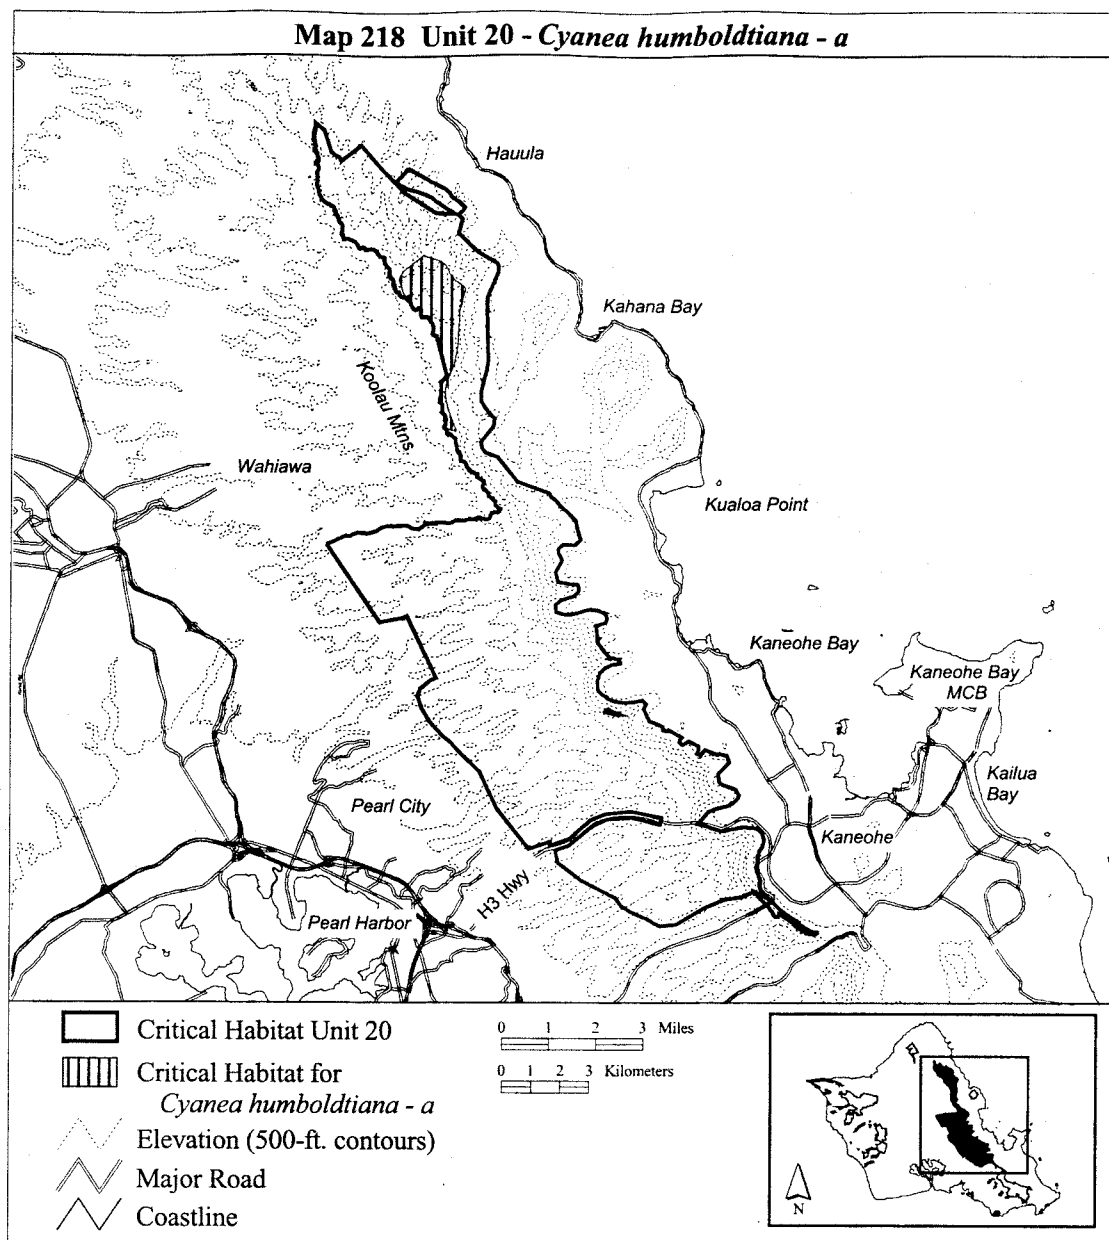 Map 218 Unit 20 - Cyanea humboldtiana - a
Hauula
Kahana Bay
Koolau Mtns.
Wahiawa
Kualoa Point
Kaneohe Bay
Kaneohe Bay
MCB
Kailua
Bay
Pearl City
Kaneohe
H3 Hwy
Pearl Harbor
Critical Habitat Unit 20
Critical Habitat for
Cyanea humboldtiana - a
Elevation (500-ft. contours)
Major Road
Coastline
0 1 2 3 Miles
0 1 2 3 Kilometers
N